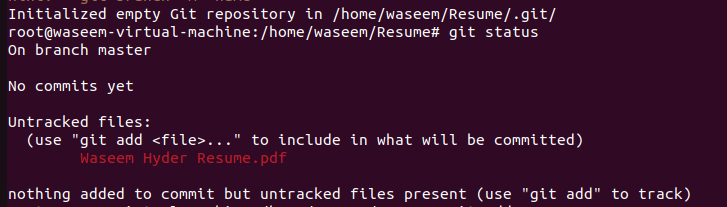 Initialized empty Git repository in /home/waseem/Resume/.git/
root@waseem-virtual-machine:/home/waseem/Resume# git status
On branch master
No commits yet
Untracked files:
(use "git add <file>..." to include in what will be committed)
Waseem Hyder Resume.pdf
nothing added to commit but untracked files present (use "git add" to track)